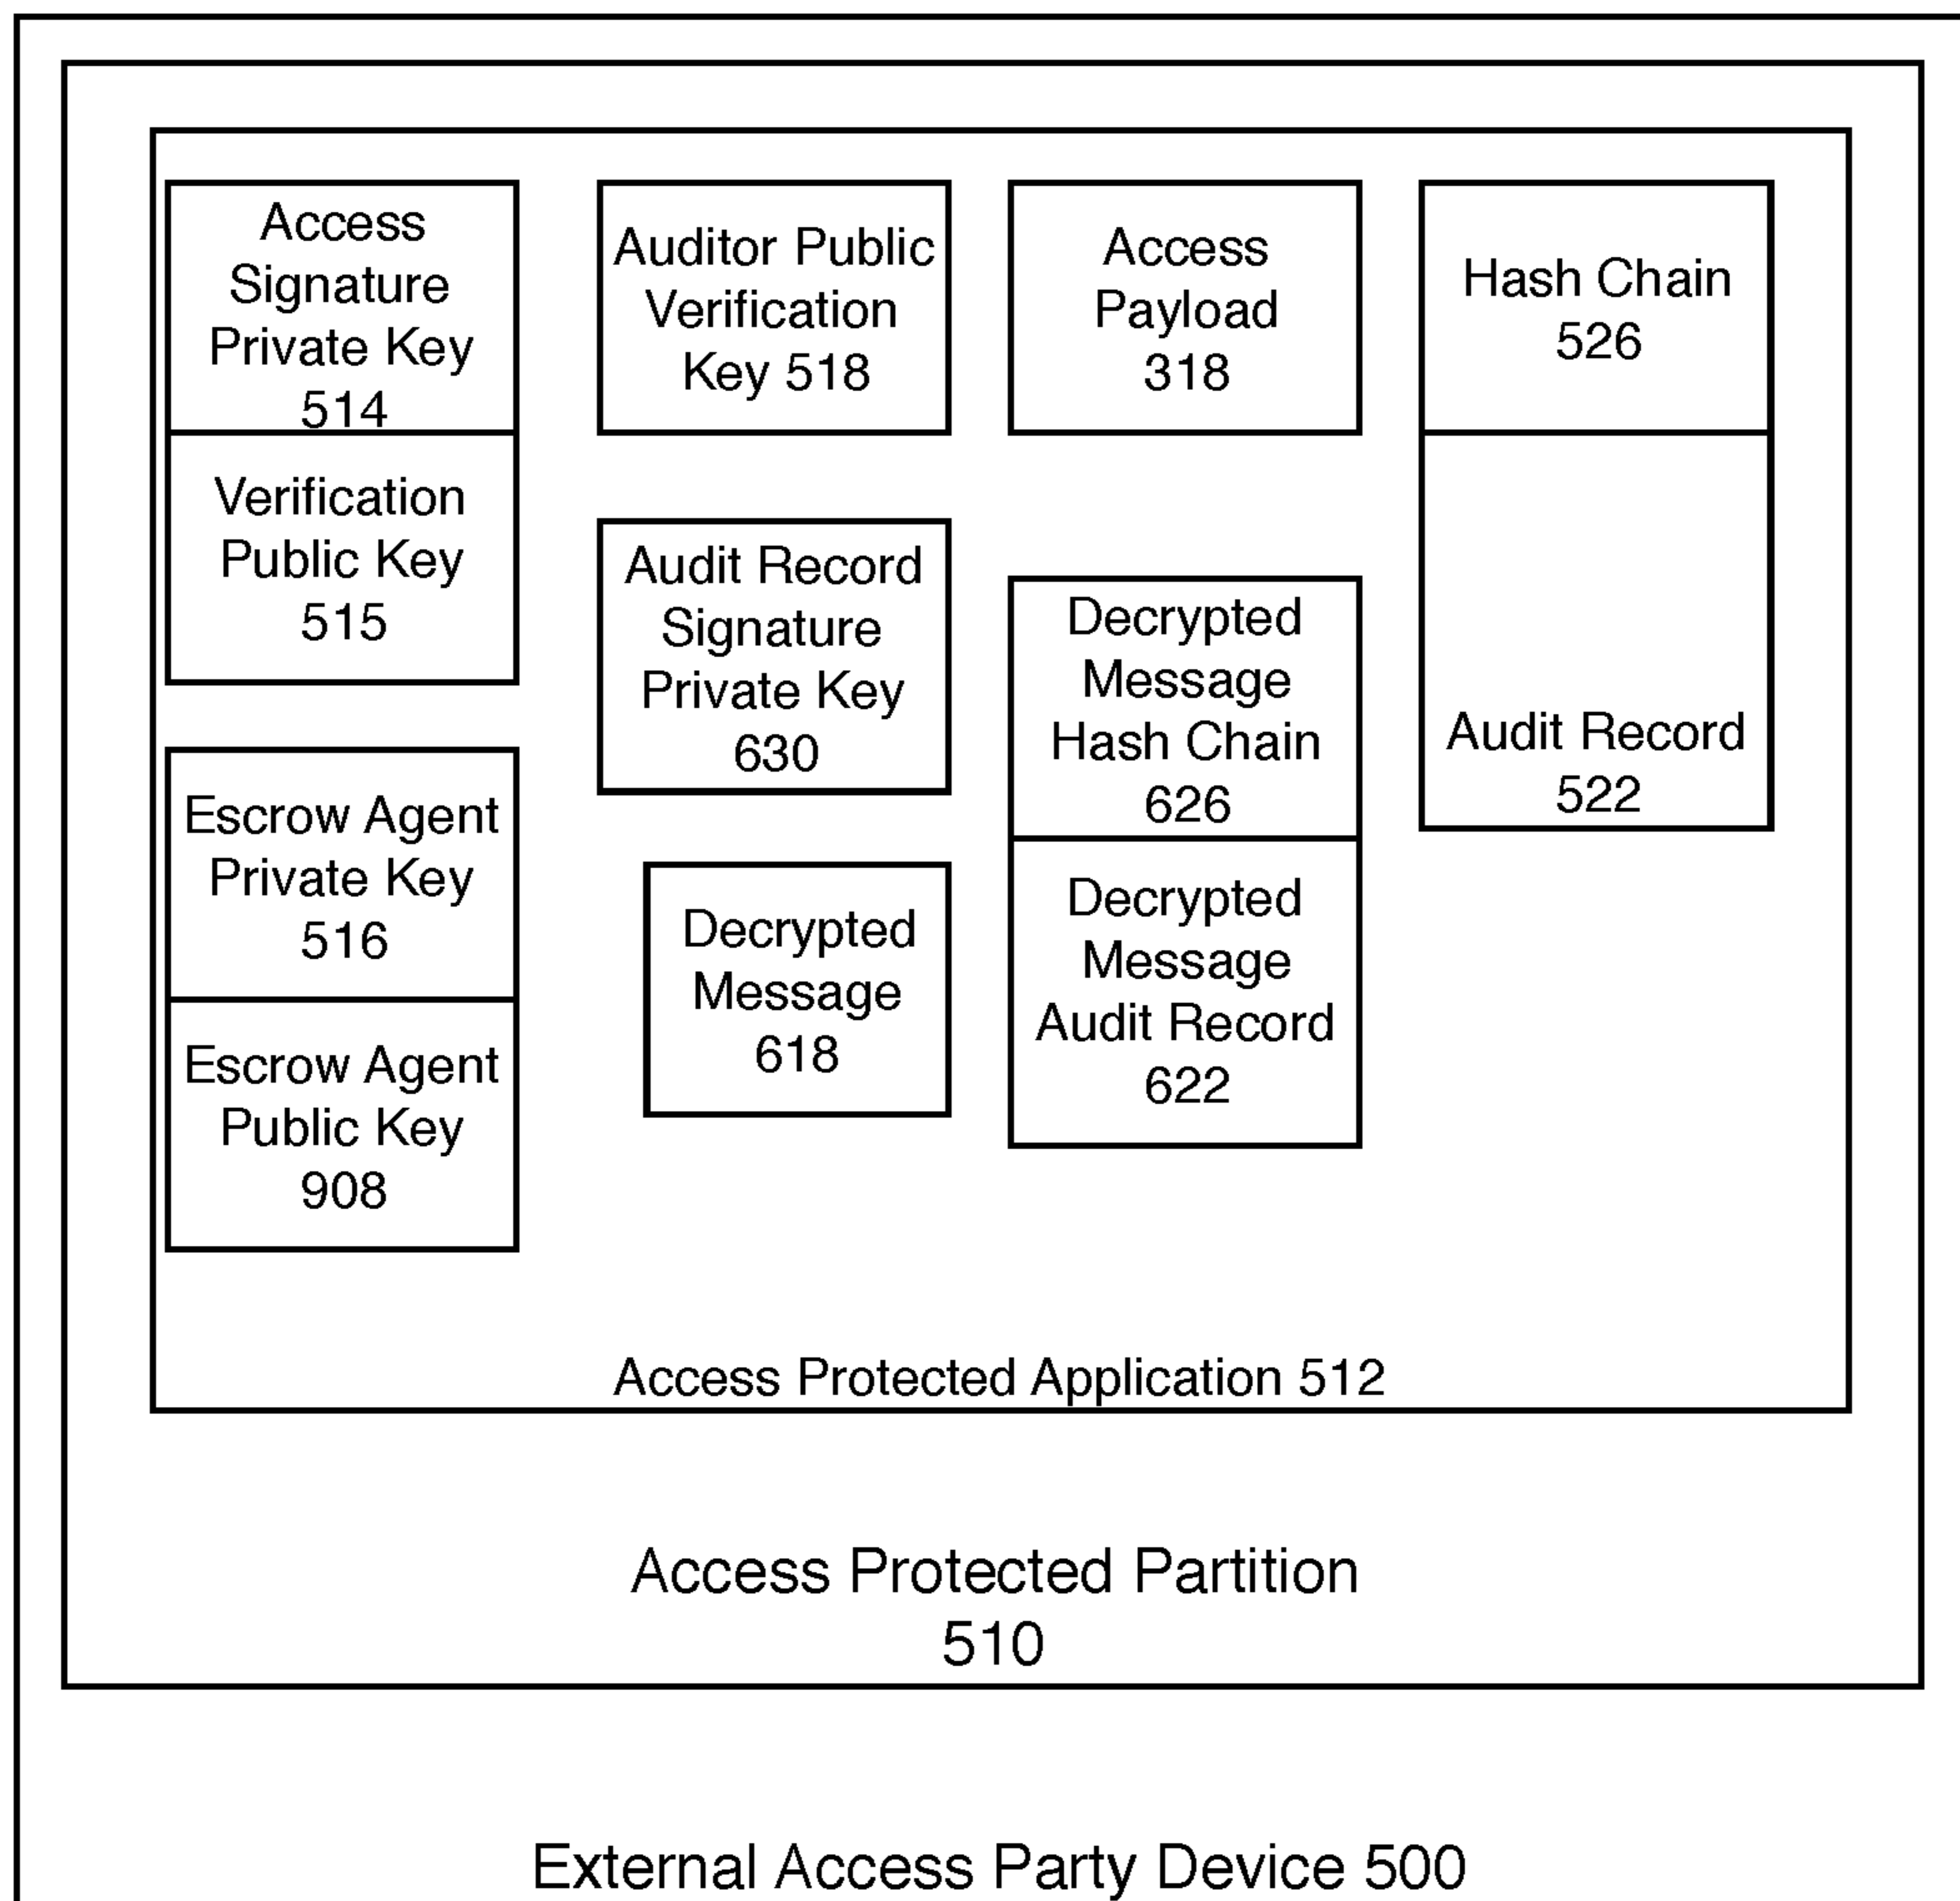 Access
Signature
Private Key
514
Verification
Public Key
515
Escrow Agent
Private Key
516
Escrow Agent
Public Key
908
Auditor Public
Verification
Key 518
Audit Record
Signature
Private Key
630
Decrypted
Message
618
Access
Payload
318
Decrypted
Message
Hash Chain
626
Decrypted
Message
Audit Record
622
Hash Chain
526
Audit Record
522
Access Protected Application 512
Access Protected Partition
510
External Access Party Device 500